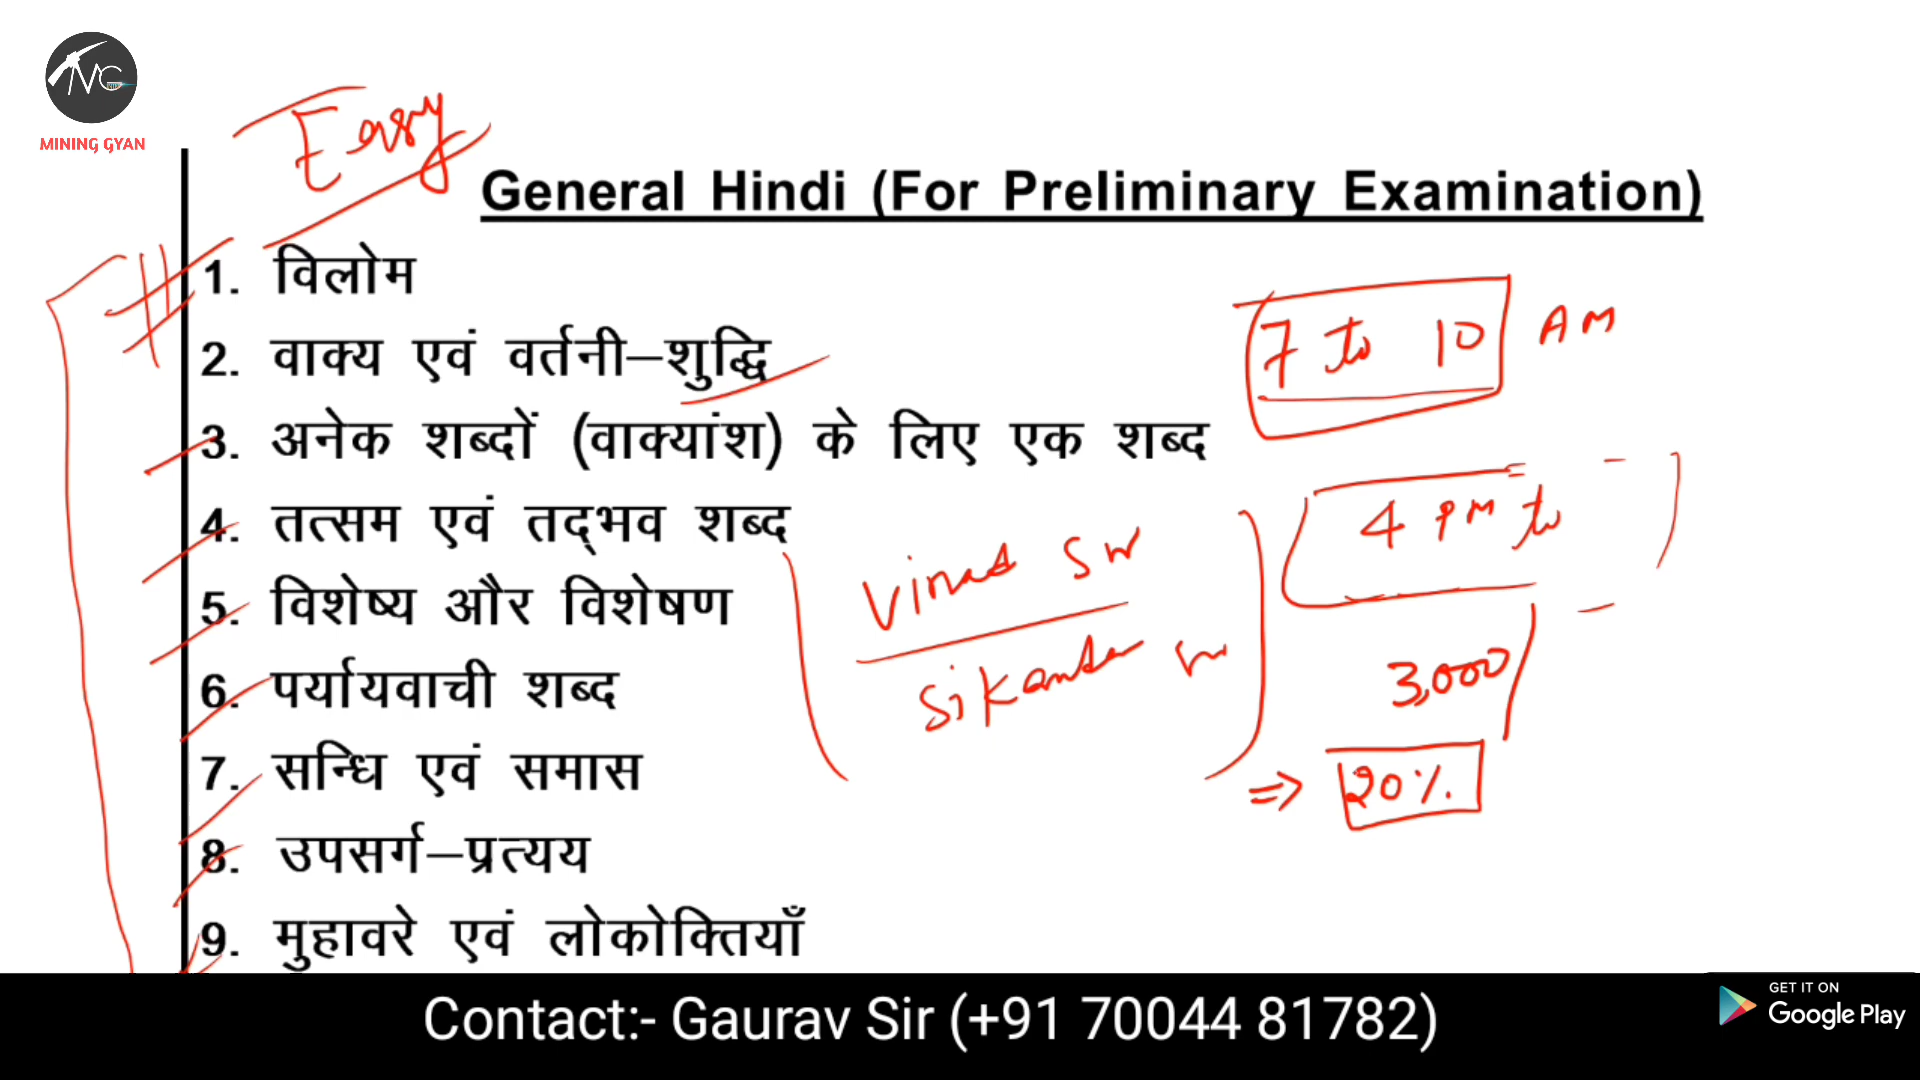 MG
MINING GYAN
Easy
General Hindi (For Preliminary Examination)
1. विलोम
2. वाक्य एवं वर्तनी–शुद्धि
7 to 10 AM
3. अनेक शब्दों (वाक्यांश) के लिए एक शब्द
4. तत्सम एवं तद्भव शब्द
4 PM to
Sir
5. विशेष्य और विशेषण
6. पर्यायवाची शब्द
3,000
7. सन्धि एवं समास
⇒ 20%
8. उपसर्ग–प्रत्यय
9. मुहावरे एवं लोकोक्तियाँ
Contact:- Gaurav Sir (+91 70044 81782)
GET IT ON
Google Play